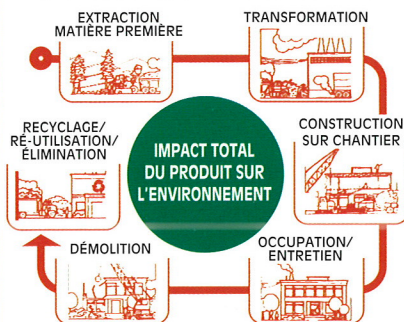 EXTRACTION
MATIÈRE PREMIÈRE
TRANSFORMATION
CONSTRUCTION
SUR CHANTIER
OCCUPATION/
ENTRETIEN
DÉMOLITION
RECYCLAGE/
RÉ-UTILISATION/
ÉLIMINATION
IMPACT TOTAL
DU PRODUIT SUR
L'ENVIRONNEMENT